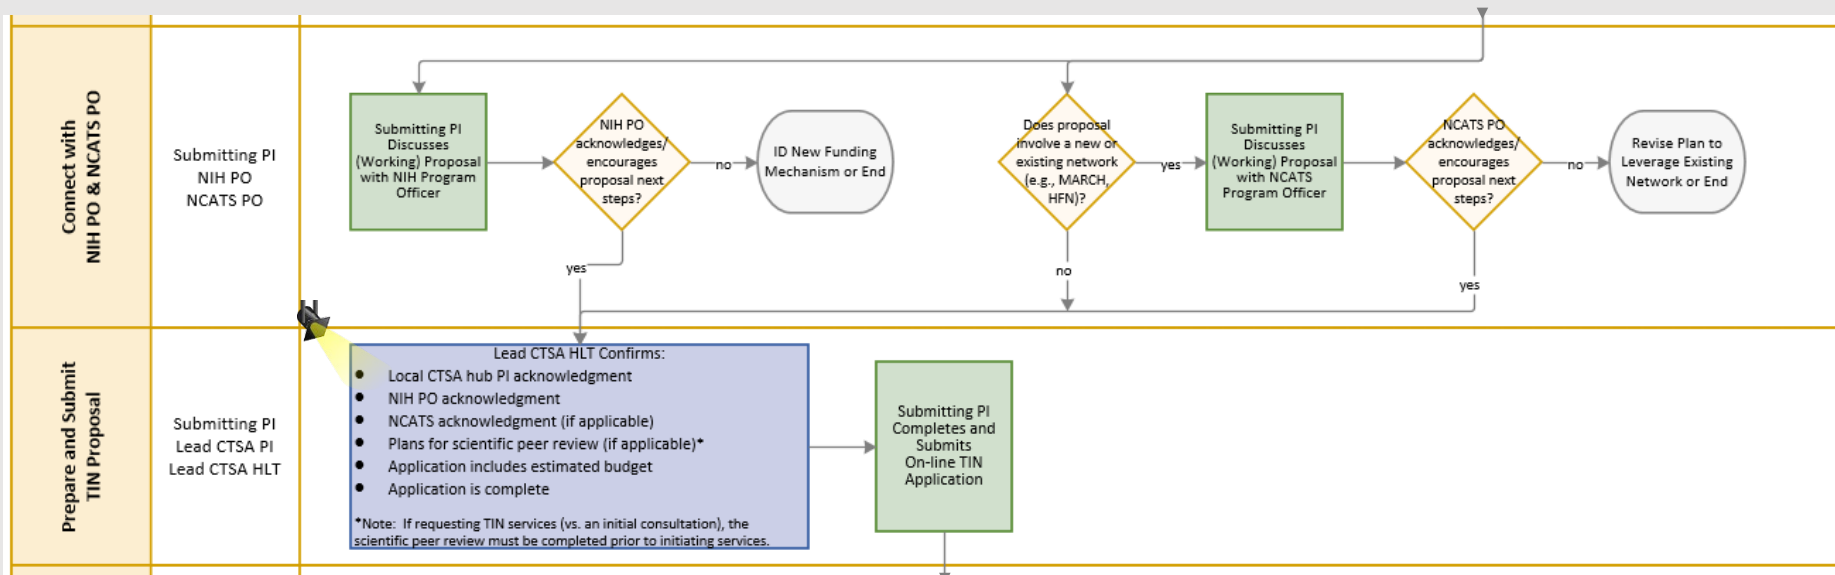 Connect with
NIH PO & NCATS PO
Submitting PI
NIH PO
NCATS PO
Submitting PI
Discusses
(Working) Proposal
with NIH Program
Officer
NIH PO
acknowledges/
encourages
proposal next
steps?
no
ID New Funding
Mechanism or End
yes
Does proposal
involve a new or
existing network
(e.g., MARCH,
HFN)?
yes
no
Submitting PI
Discusses
(Working) Proposal
with NCATS
Program Officer
NCATS PO
acknowledges/
encourages
proposal next
steps?
no
Revise Plan to
Leverage Existing
Network or End
yes
Prepare and Submit
TIN Proposal
Submitting PI
Lead CTSA PI
Lead CTSA HLT
Lead CTSA HLT Confirms:
● Local CTSA hub PI acknowledgment
● NIH PO acknowledgment
● NCATS acknowledgment (if applicable)
● Plans for scientific peer review (if applicable)*
● Application includes estimated budget
● Application is complete
*Note: If requesting TIN services (vs. an initial consultation), the
scientific peer review must be completed prior to initiating services.
Submitting PI
Completes and
Submits
On-line TIN
Application